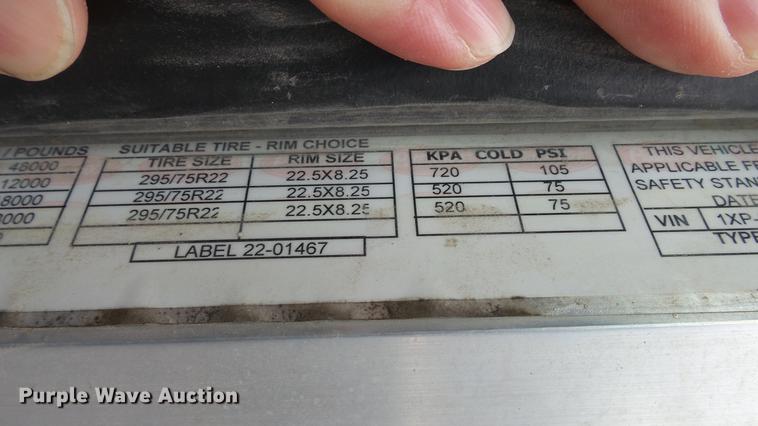 / POUNDS SUITABLE TIRE - RIM CHOICE THIS VEHICLE
48000 TIRE SIZE RIM SIZE KPA COLD PSI APPLICABLE
12000 295/75R22 22.5X8.25 720 105 SAFETY
8000 295/75R22 22.5X8.25 520 75 DATE
8000 295/75R22 22.5X8.25 520 75 VIN 1XP-
LABEL 22-01467 TYPE
Purple Wave Auction